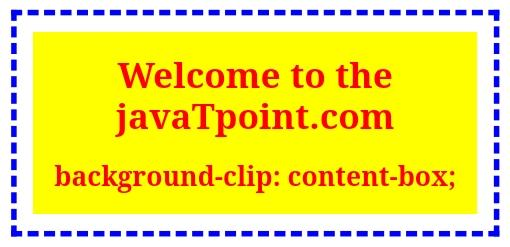 Welcome to the
javaTpoint.com
background-clip: content-box;